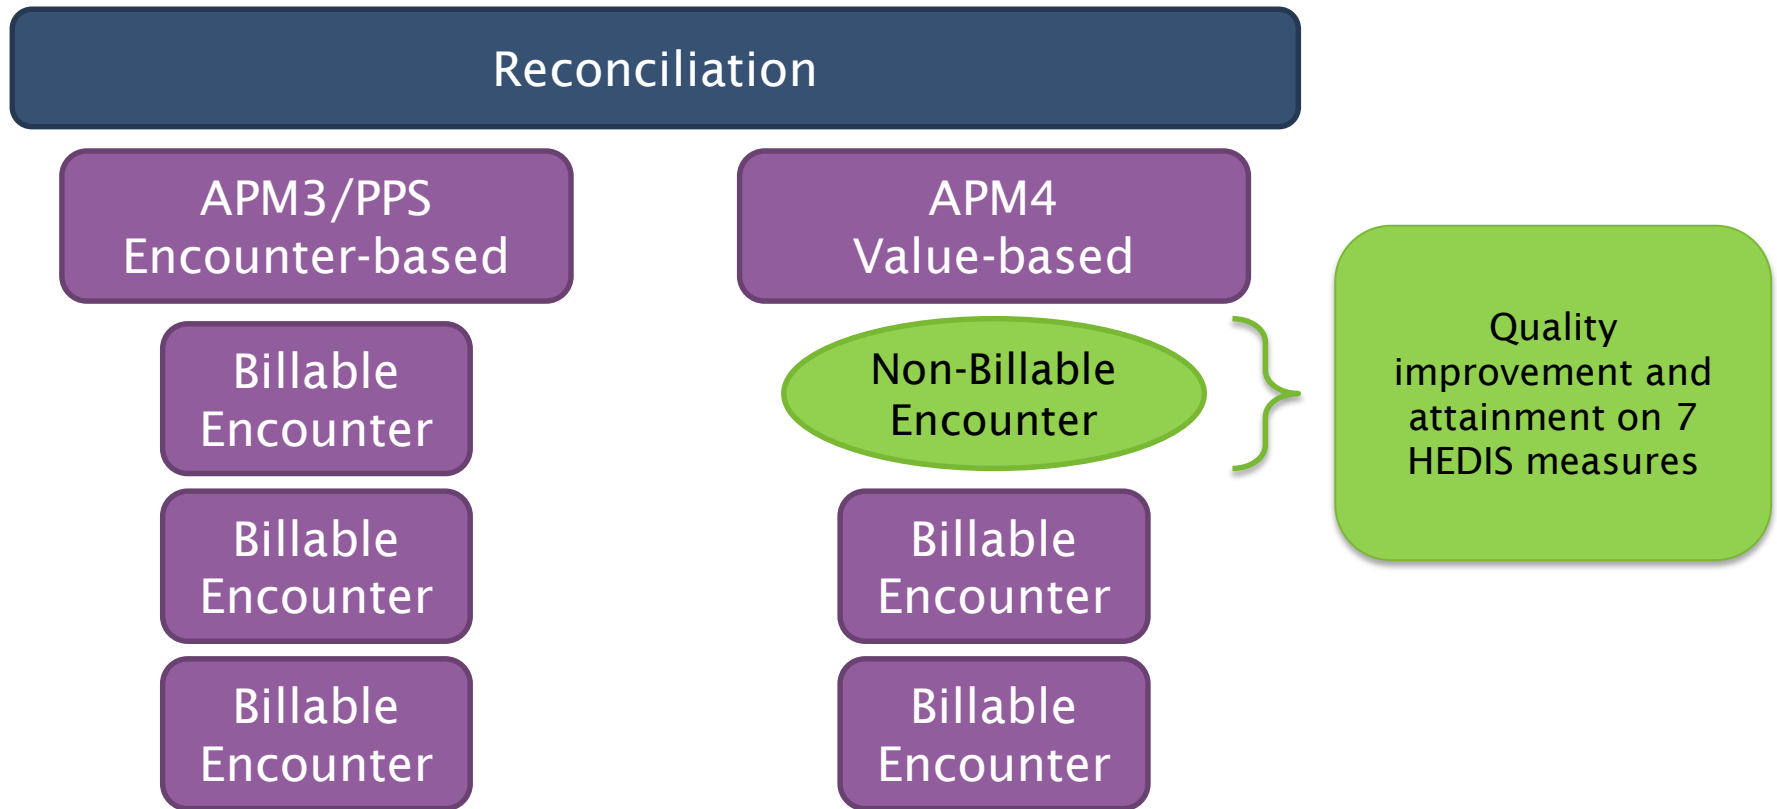 Reconciliation
APM3/PPS
Encounter-based
APM4
Value-based
Billable
Encounter
Non-Billable
Encounter
Quality
improvement and
attainment on 7
HEDIS measures
Billable
Encounter
Billable
Encounter
Billable
Encounter
Billable
Encounter